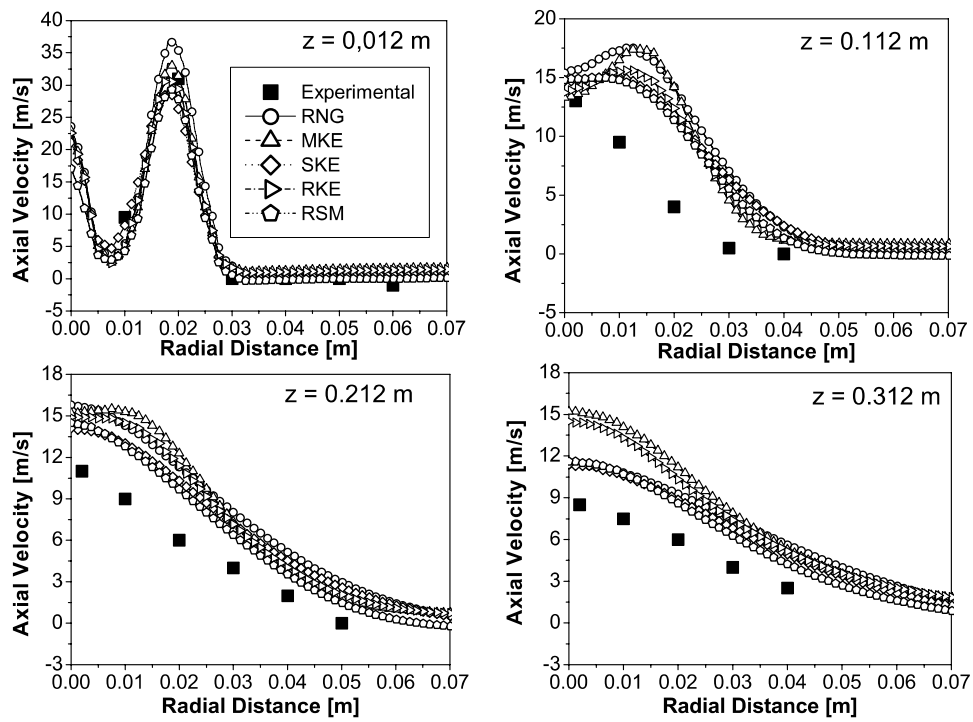 40
35
30
25
20
15
10
5
0
-5
Axial Velocity [m/s]
z = 0,012 m
Experimental
RNG
MKE
SKE
RKE
RSM
0.00 0.01 0.02 0.03 0.04 0.05 0.06 0.07
Radial Distance [m]
20
15
10
5
0
-5
Axial Velocity [m/s]
z = 0.112 m
0.00 0.01 0.02 0.03 0.04 0.05 0.06 0.07
Radial Distance [m]
18
15
12
9
6
3
0
-3
Axial Velocity [m/s]
z = 0.212 m
0.00 0.01 0.02 0.03 0.04 0.05 0.06 0.07
Radial Distance [m]
18
15
12
9
6
3
0
-3
Axial Velocity [m/s]
z = 0.312 m
0.00 0.01 0.02 0.03 0.04 0.05 0.06 0.07
Radial Distance [m]